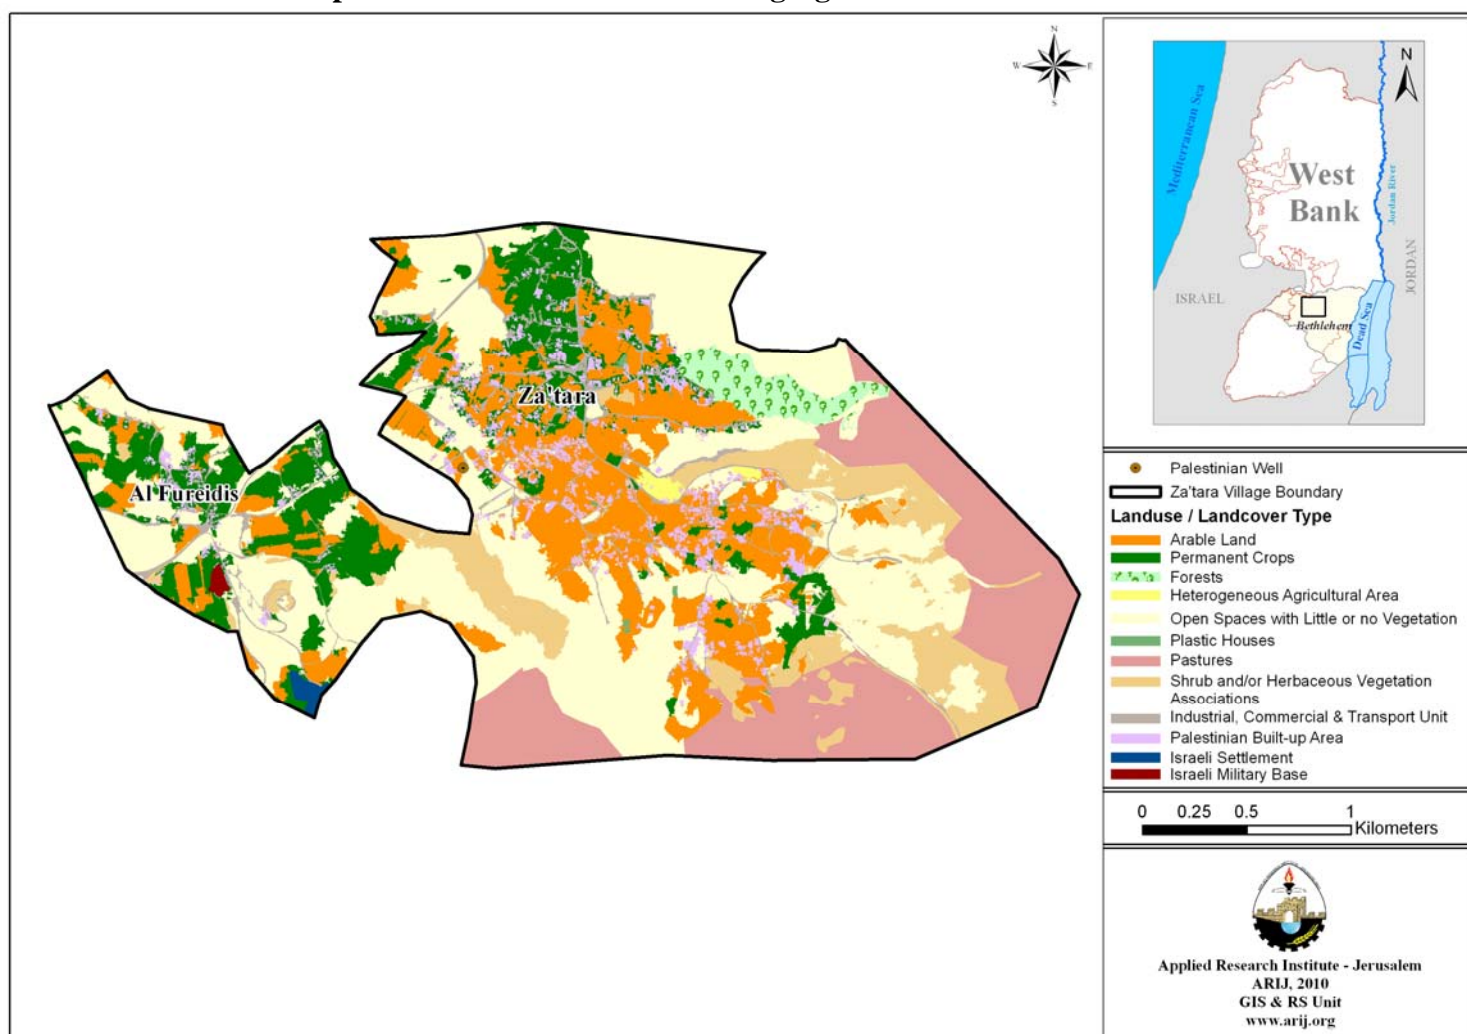 N
W
E
S
Za'tara
Al Fureidis
N
Mediterranean Sea
West
Bank
Jordan River
JORDAN
ISRAEL
Bethlehem
Dead Sea
Palestinian Well
Za'tara Village Boundary
Landuse / Landcover Type
Arable Land
Permanent Crops
Forests
Heterogeneous Agricultural Area
Open Spaces with Little or no Vegetation
Plastic Houses
Pastures
Shrub and/or Herbaceous Vegetation
Associations
Industrial, Commercial & Transport Unit
Palestinian Built-up Area
Israeli Settlement
Israeli Military Base
0 0.25 0.5 1
Kilometers
Applied Research Institute - Jerusalem
ARIJ, 2010
GIS & RS Unit
www.arij.org